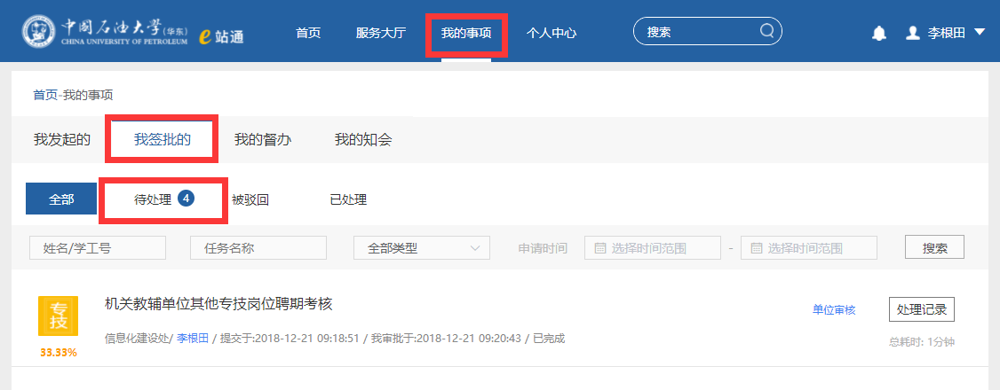 中国石油大学(华东)
CHINA UNIVERSITY OF PETROLEUM
e站通
首页 服务大厅 我的事项 个人中心 搜索 李根田
首页-我的事项
我发起的 我签批的 我的督办 我的知会
全部 待处理 4 被驳回 已处理
姓名/学工号 任务名称 全部类型 申请时间 选择时间范围 - 选择时间范围 搜索
专技
33.33%
机关教辅单位其他专技岗位聘期考核
信息化建设处/ 李根田 / 提交于:2018-12-21 09:18:51 / 我审批于:2018-12-21 09:20:43 / 已完成
单位审核
处理记录
总耗时: 1分钟